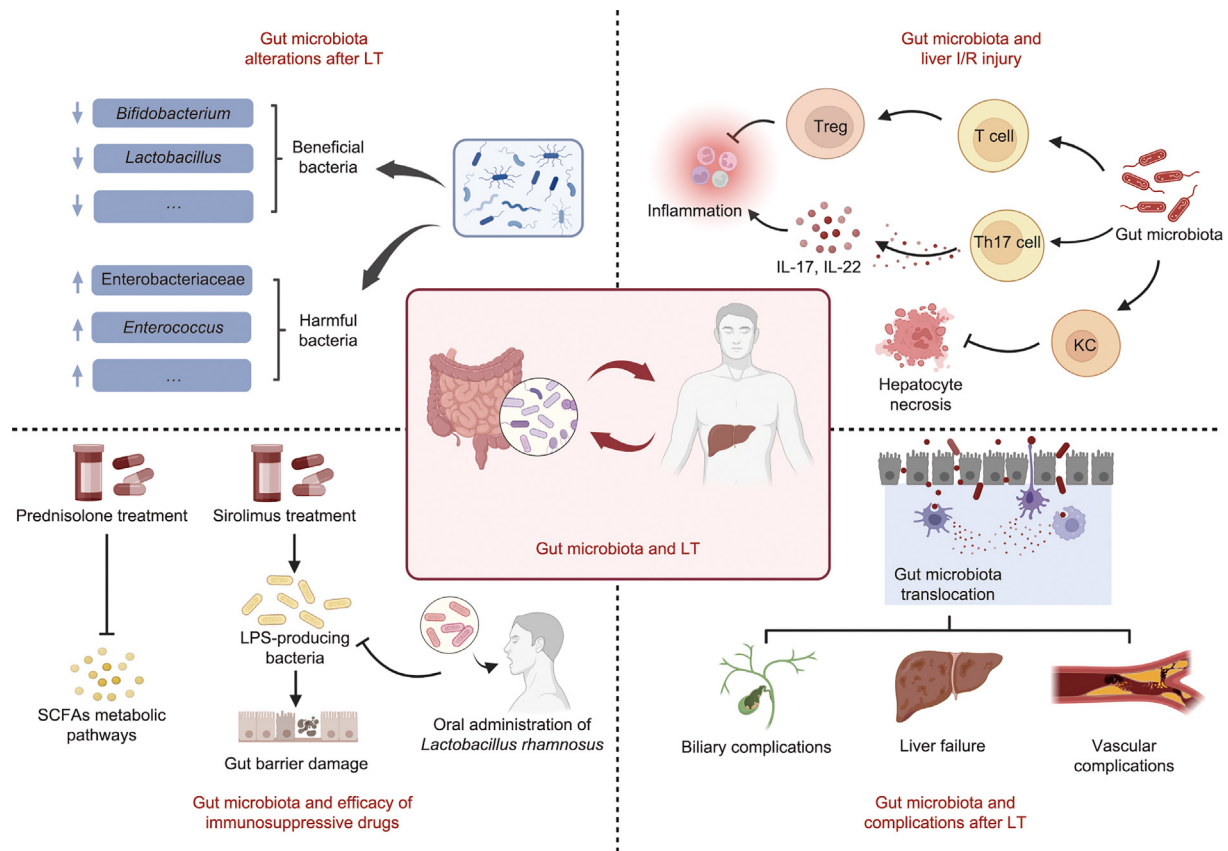 Gut microbiota
alterations after LT
Bifidobacterium
Lactobacillus
...
Beneficial
bacteria
Enterobacteriaceae
Enterococcus
...
Harmful
bacteria
Gut microbiota and
liver I/R injury
Treg
T cell
Inflammation
IL-17, IL-22
Th17 cell
Gut microbiota
KC
Hepatocyte
necrosis
Gut microbiota and LT
Prednisolone treatment
SCFAs metabolic
pathways
Sirolimus treatment
LPS-producing
bacteria
Gut barrier damage
Oral administration of
Lactobacillus rhamnosus
Gut microbiota and efficacy of
immunosuppressive drugs
Gut microbiota
translocation
Biliary complications
Liver failure
Vascular
complications
Gut microbiota and
complications after LT